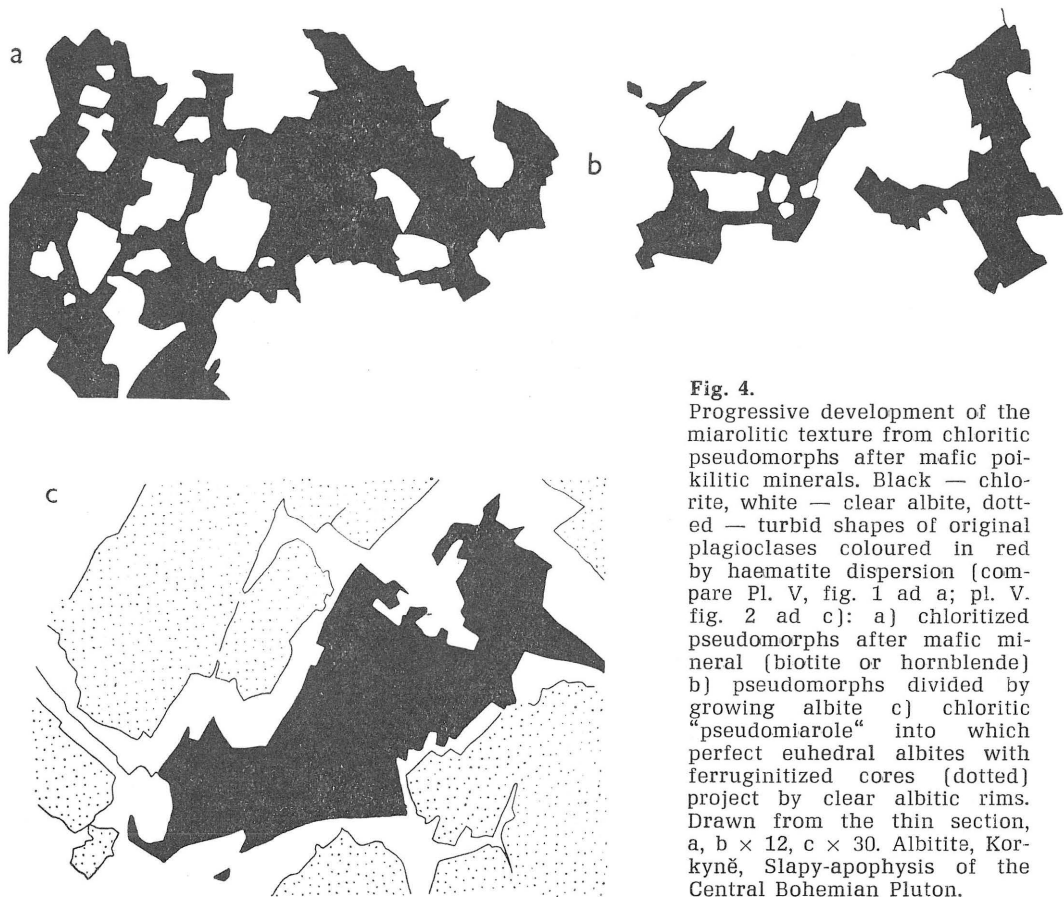 a
b
c
Fig. 4.
Progressive development of the
miarolitic texture from chloritic
pseudomorphs after mafic poi-
kilitic minerals. Black — chlo-
rite, white — clear albite, dott-
ed — turbid shapes of original
plagioclases coloured in red
by haematite dispersion (com-
pare Pl. V, fig. 1 ad a; pl. V.
fig. 2 ad c): a) chloritized
pseudomorphs after mafic mi-
neral (biotite or hornblende)
b) pseudomorphs divided by
growing albite c) chloritic
"pseudomiarole“ into which
perfect euhedral albites with
ferruginitized cores (dotted)
project by clear albitic rims.
Drawn from the thin section,
a, b × 12, c × 30. Albitite, Kor-
kyně, Slapy-apophysis of the
Central Bohemian Pluton.